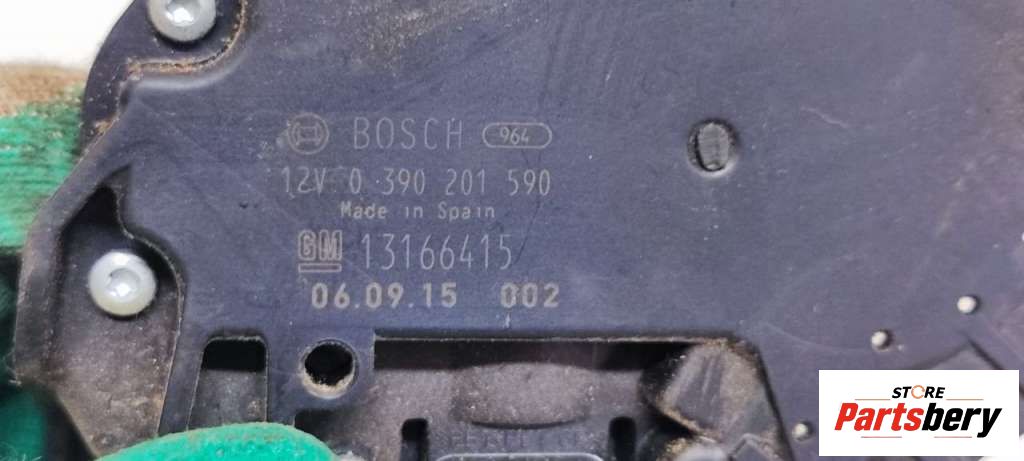 BOSCH 964
12V 0 390 201 590
Made in Spain
GM 13166415
06.09.15 002
STORE
Partsbery